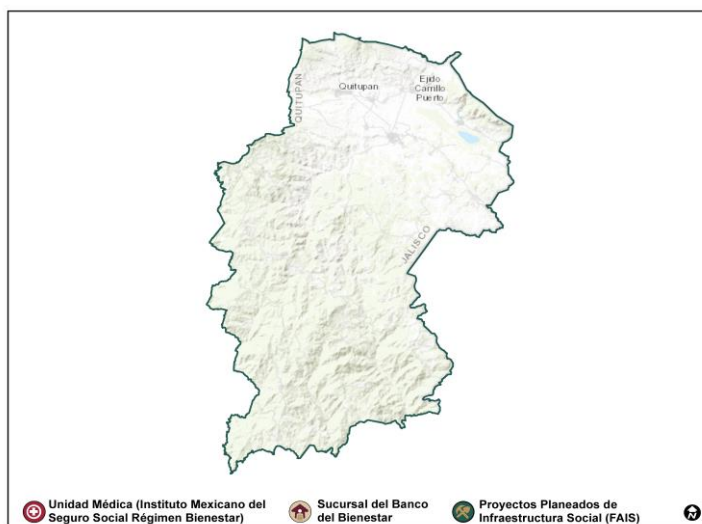 QUITUPAN
Quitupan
Ejido
Carrillo
Puerto
JALISCO
Unidad Médica (Instituto Mexicano del
Seguro Social Régimen Bienestar)
Sucursal del Banco
del Bienestar
Proyectos Planeados de
Infraestructura Social (FAIS)
N